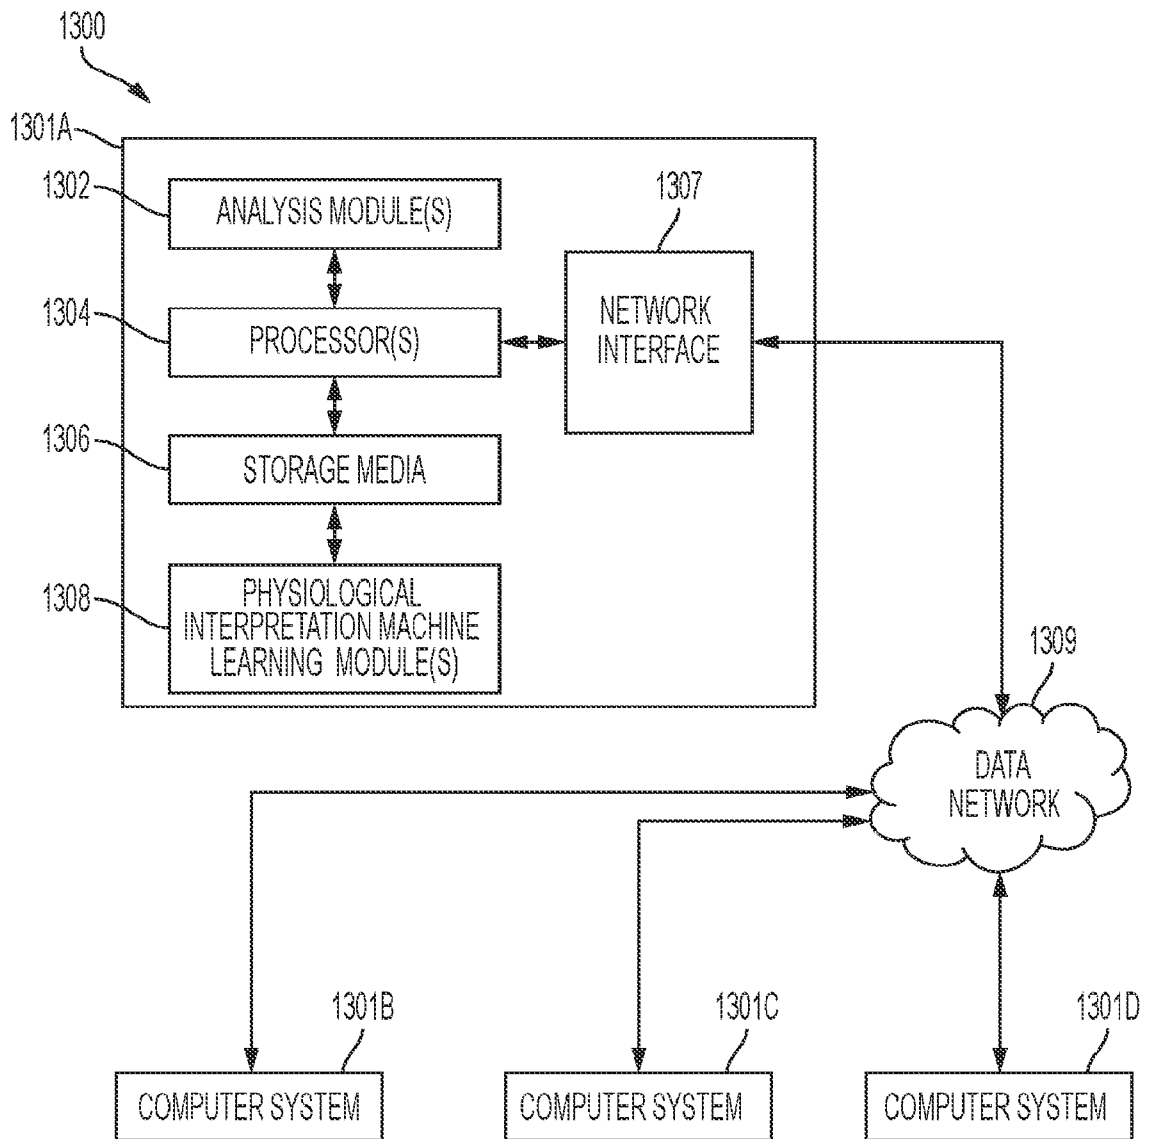 1300
1301A
1302
ANALYSIS MODULE(S)
1307
1304
PROCESSOR(S)
NETWORK
INTERFACE
1306
STORAGE MEDIA
1308
PHYSIOLOGICAL
INTERPRETATION MACHINE
LEARNING MODULE(S)
1309
DATA
NETWORK
1301B
1301C
1301D
COMPUTER SYSTEM
COMPUTER SYSTEM
COMPUTER SYSTEM